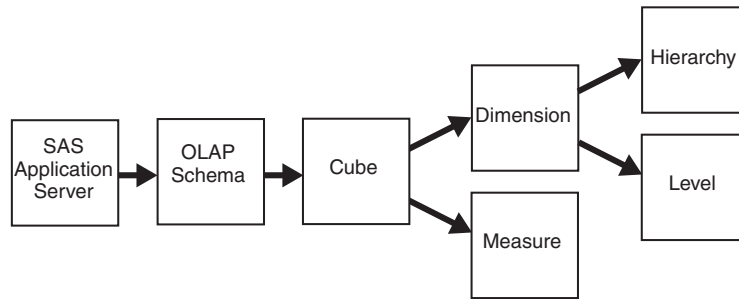 SAS
Application
Server
OLAP
Schema
Cube
Dimension
Measure
Hierarchy
Level